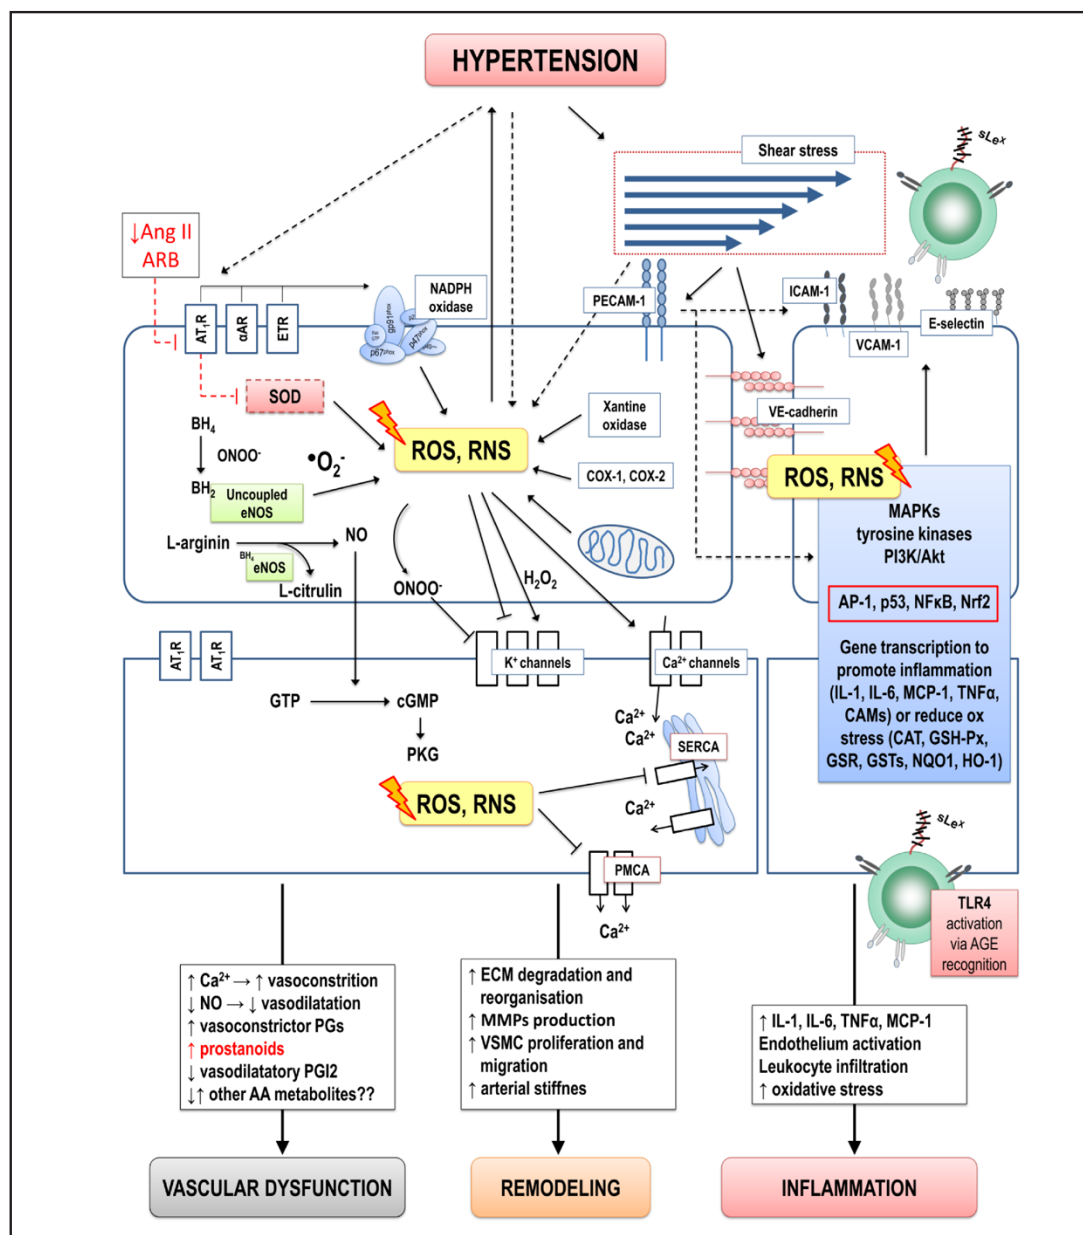 HYPERTENSION
Shear stress
sLeˣ
↓Ang II
ARB
NADPH
oxidase
PECAM-1
ICAM-1
VCAM-1
E-selectin
AT₁R
αAR
ETR
gp91phox
p67phox
p47phox
SOD
BH₄
ONOO⁻
BH₂
Uncoupled
eNOS
•O₂⁻
ROS, RNS
Xantine
oxidase
COX-1, COX-2
VE-cadherin
ROS, RNS
L-arginin
NO
BH₄
eNOS
L-citrulin
ONOO⁻
H₂O₂
MAPKs
tyrosine kinases
PI3K/Akt
AP-1, p53, NFκB, Nrf2
Gene transcription to
promote inflammation
(IL-1, IL-6, MCP-1, TNFα,
CAMs) or reduce ox
stress (CAT, GSH-Px,
GSR, GSTs, NQO1, HO-1)
AT₁R
AT₁R
K⁺ channels
Ca²⁺ channels
GTP
cGMP
PKG
Ca²⁺
Ca²⁺
SERCA
Ca²⁺
ROS, RNS
PMCA
Ca²⁺
sLeˣ
TLR4
activation
via AGE
recognition
↑ Ca²⁺ → ↑ vasoconstrition
↓ NO → ↓ vasodilatation
↑ vasoconstrictor PGs
↑ prostanoids
↓ vasodilatatory PGI2
↓↑ other AA metabolites??
↑ ECM degradation and
reorganisation
↑ MMPs production
↑ VSMC proliferation and
migration
↑ arterial stiffnes
↑ IL-1, IL-6, TNFα, MCP-1
Endothelium activation
Leukocyte infiltration
↑ oxidative stress
VASCULAR DYSFUNCTION
REMODELING
INFLAMMATION